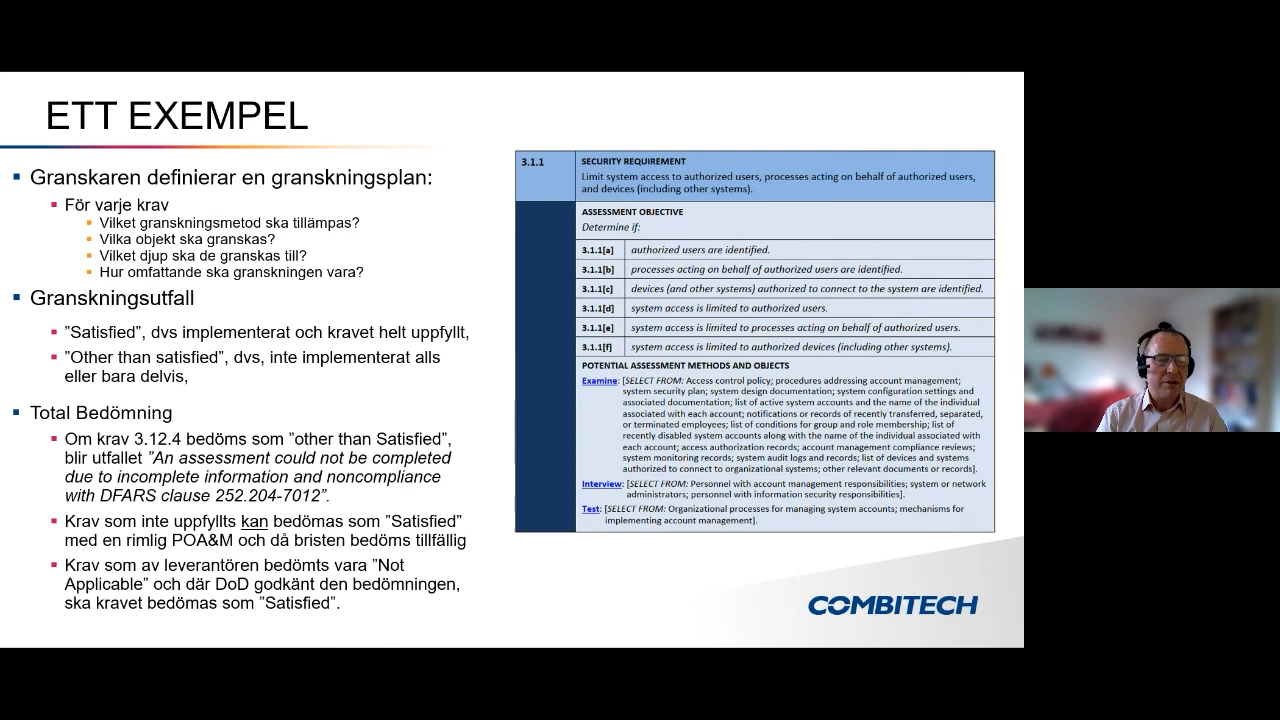 ETT EXEMPEL
Granskaren definierar en granskningsplan:
För varje krav
Vilket granskningsmetod ska tillämpas?
Vilka objekt ska granskas?
Vilket djup ska de granskas till?
Hur omfattande ska granskningen vara?
Granskningsutfall
”Satisfied”, dvs implementerat och kravet helt uppfyllt,
”Other than satisfied”, dvs, inte implementerat alls
eller bara delvis,
Total Bedömning
Om krav 3.12.4 bedöms som ”other than Satisfied”,
blir utfallet ”An assessment could not be completed
due to incomplete information and noncompliance
with DFARS clause 252.204-7012”.
Krav som inte uppfyllts kan bedömas som ”Satisfied”
med en rimlig POA&M och då bristen bedöms tillfällig
Krav som av leverantören bedömts vara ”Not
Applicable” och där DoD godkänt den bedömningen,
ska kravet bedömas som ”Satisfied”.
3.1.1 SECURITY REQUIREMENT
Limit system access to authorized users, processes acting on behalf of authorized users,
and devices (including other systems).
ASSESSMENT OBJECTIVE
Determine if:
3.1.1[a] authorized users are identified.
3.1.1[b] processes acting on behalf of authorized users are identified.
3.1.1[c] devices (and other systems) authorized to connect to the system are identified.
3.1.1[d] system access is limited to authorized users.
3.1.1[e] system access is limited to processes acting on behalf of authorized users.
3.1.1[f] system access is limited to authorized devices (including other systems).
POTENTIAL ASSESSMENT METHODS AND OBJECTS
Examine: [SELECT FROM: Access control policy; procedures addressing account management;
system security plan; system design documentation; system configuration settings and
associated documentation; list of active system accounts and the name of the individual
associated with each account; notifications or records of recently transferred, separated,
or terminated employees; list of conditions for group and role membership; list of
recently disabled system accounts along with the name of the individual associated with
each account; access authorization records; account management compliance reviews;
system monitoring records; system audit logs and records; list of devices and systems
authorized to connect to organizational systems; other relevant documents or records].
Interview: [SELECT FROM: Personnel with account management responsibilities; system or network
administrators; personnel with information security responsibilities].
Test: [SELECT FROM: Organizational processes for managing system accounts; mechanisms for
implementing account management].
COMBITECH